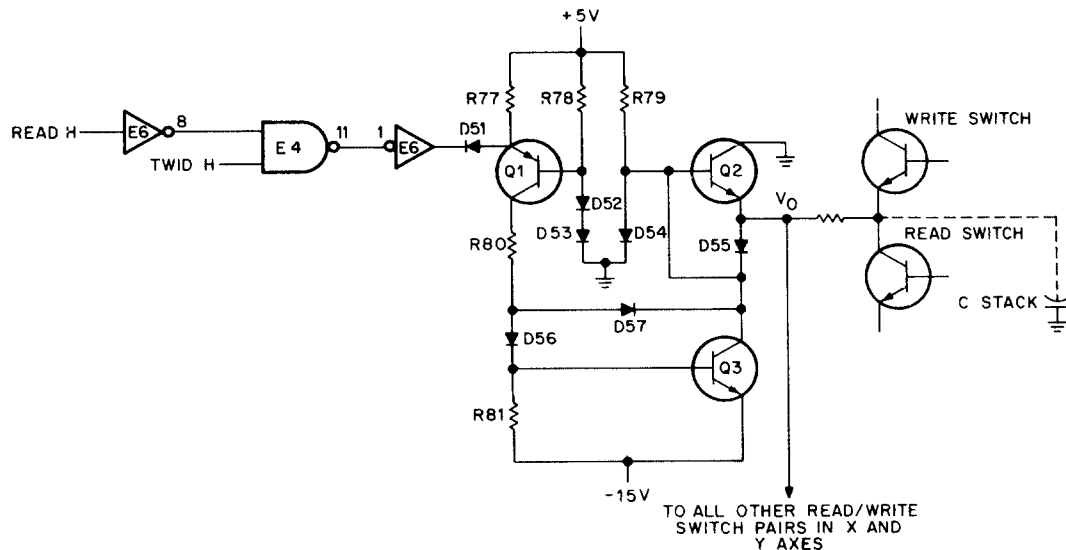 +5V
R77
R78
R79
READ H
E6
8
TWID H
E4
11
1
E6
D51
Q1
D52
D53
D54
Q2
D55
VO
WRITE SWITCH
READ SWITCH
C STACK
R80
D57
D56
Q3
R81
-15V
TO ALL OTHER READ/WRITE
SWITCH PAIRS IN X AND
Y AXES